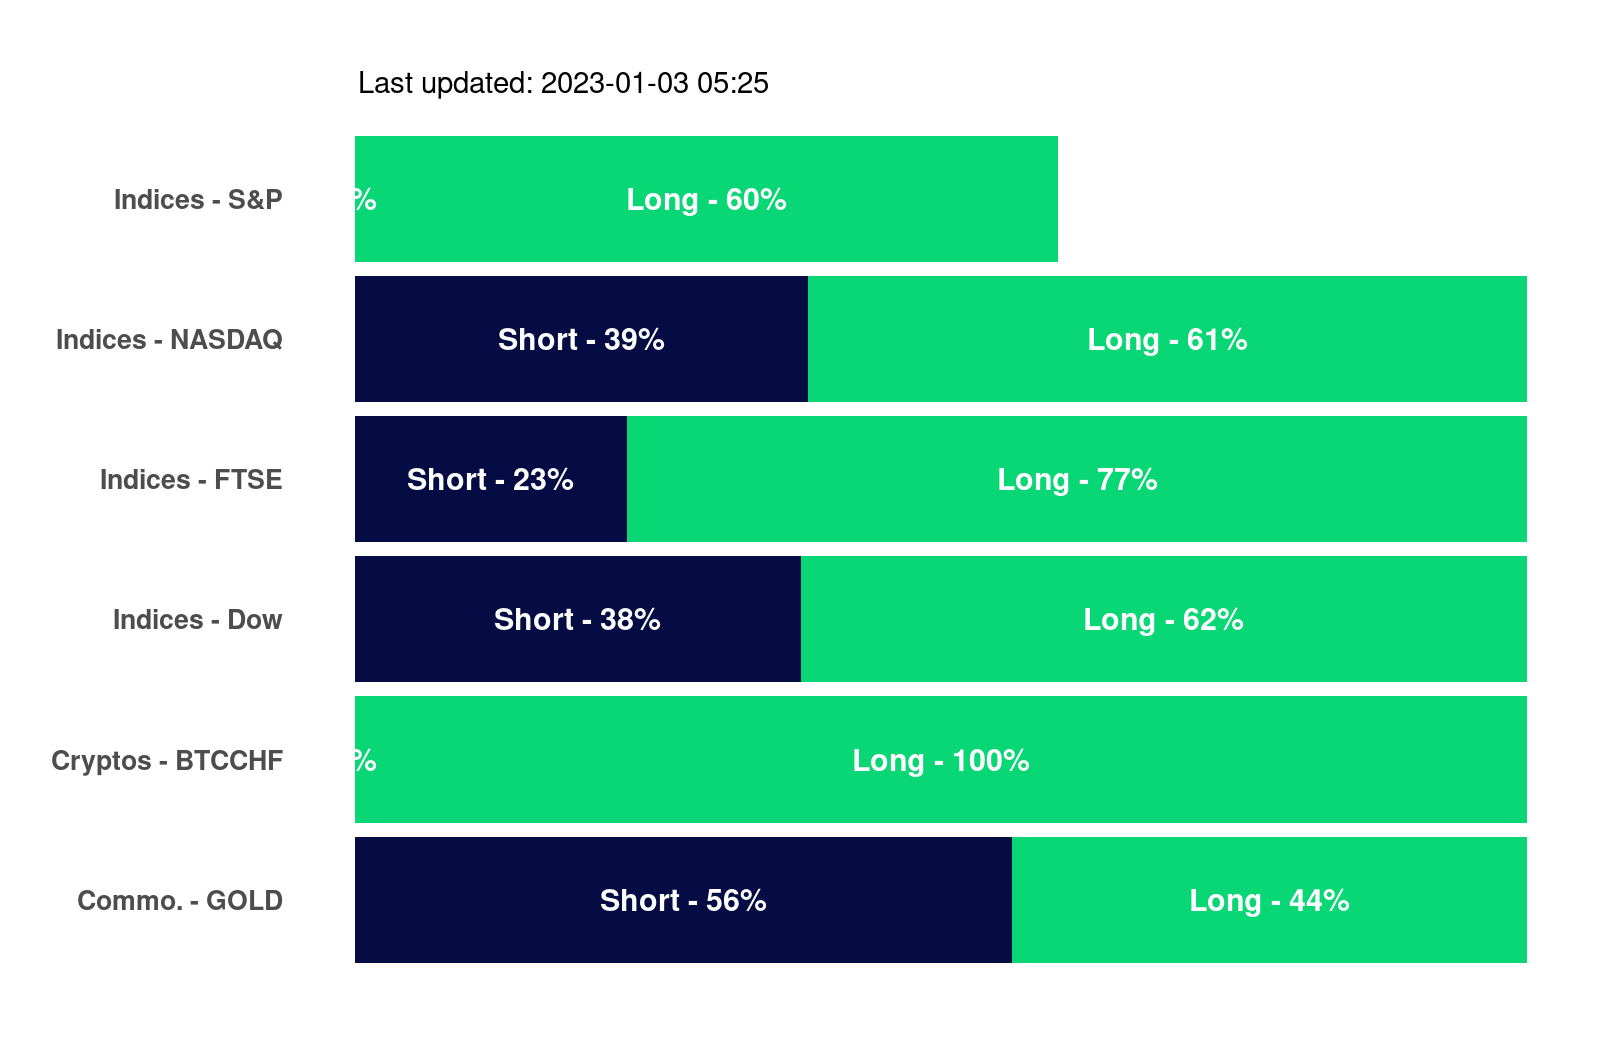 Last updated: 2023-01-03 05:25
Indices - S&P % Long - 60%
Indices - NASDAQ Short - 39% Long - 61%
Indices - FTSE Short - 23% Long - 77%
Indices - Dow Short - 38% Long - 62%
Cryptos - BTCCHF % Long - 100%
Commo. - GOLD Short - 56% Long - 44%